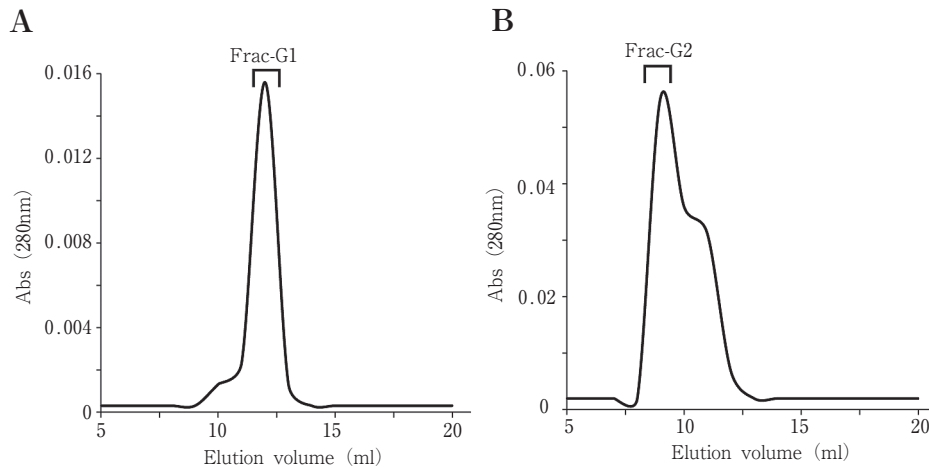 A
Frac-G1
0.016
0.012
0.008
0.004
0
Abs (280nm)
5
10
15
20
Elution volume (ml)
B
Frac-G2
0.06
0.04
0.02
0
Abs (280nm)
5
10
15
20
Elution volume (ml)